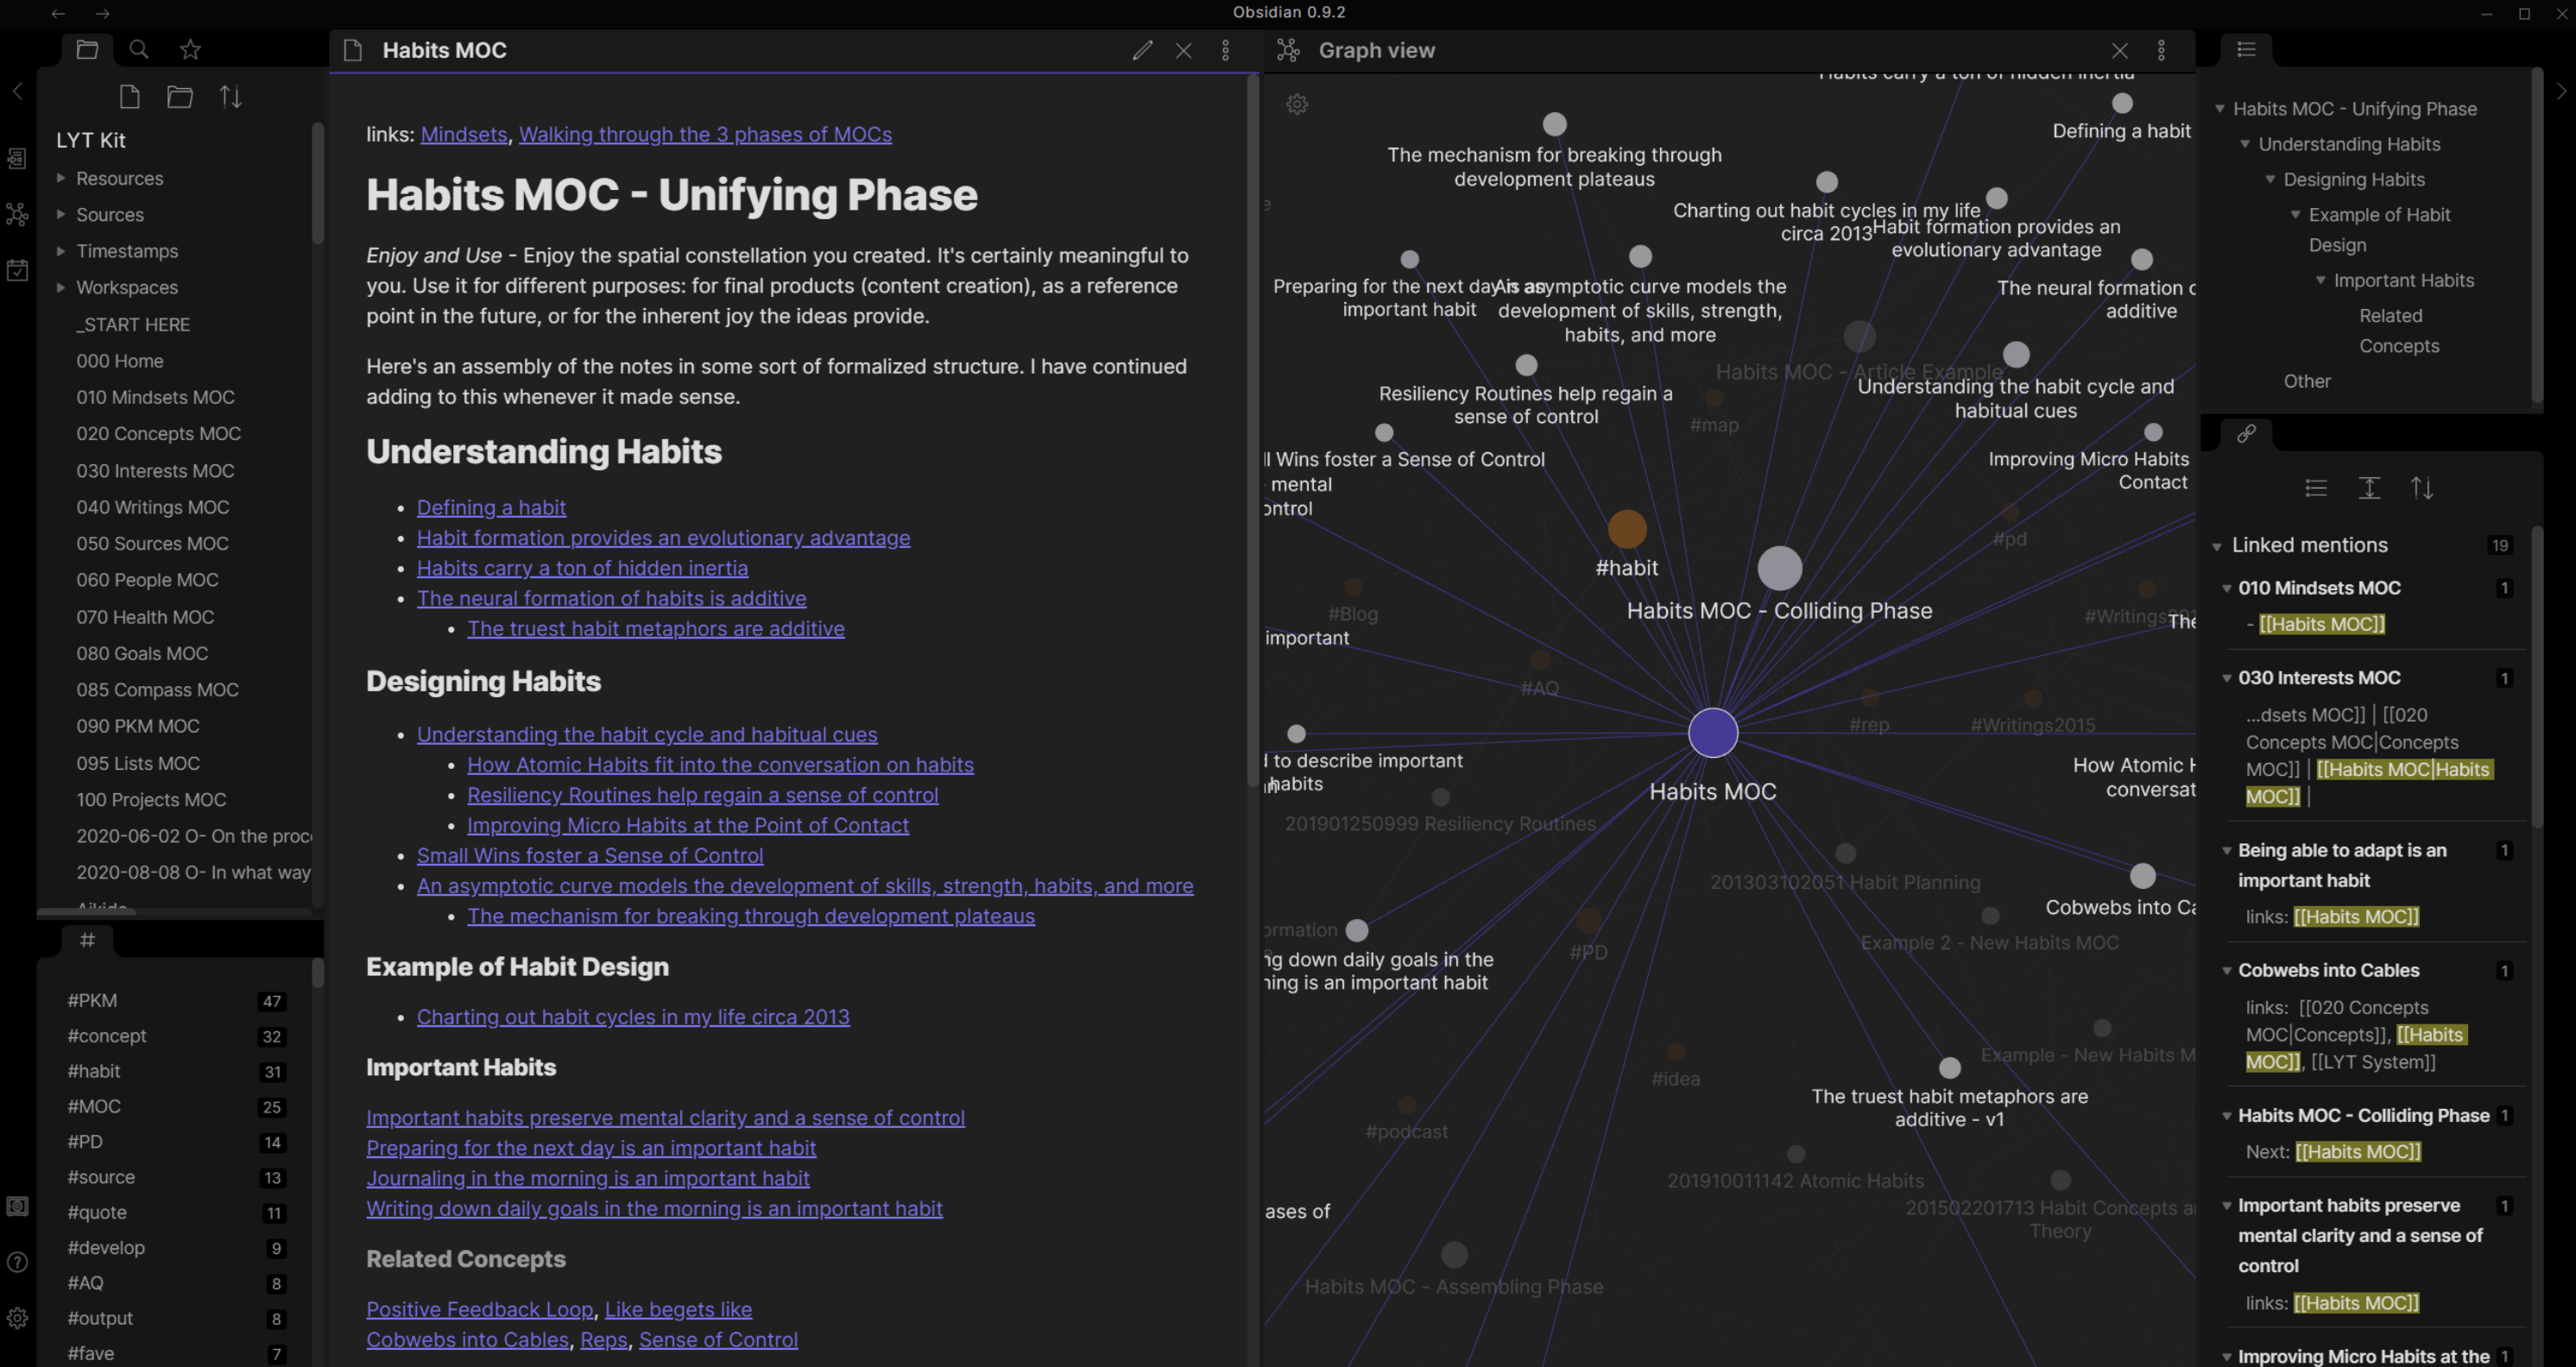 Obsidian 0.9.2
LYT Kit
Resources
Sources
Timestamps
Workspaces
_START HERE
000 Home
010 Mindsets MOC
020 Concepts MOC
030 Interests MOC
040 Writings MOC
050 Sources MOC
060 People MOC
070 Health MOC
080 Goals MOC
085 Compass MOC
090 PKM MOC
095 Lists MOC
100 Projects MOC
2020-06-02 O- On the proc
2020-08-08 O- In what way
#PKM 47
#concept 32
#habit 31
#MOC 25
#PD 14
#source 13
#quote 11
#develop 9
#AQ 8
#output 8
#fave 7
Habits MOC
links: Mindsets, Walking through the 3 phases of MOCs
Habits MOC - Unifying Phase
Enjoy and Use - Enjoy the spatial constellation you created. It's certainly meaningful to
you. Use it for different purposes: for final products (content creation), as a reference
point in the future, or for the inherent joy the ideas provide.
Here's an assembly of the notes in some sort of formalized structure. I have continued
adding to this whenever it made sense.
Understanding Habits
• Defining a habit
• Habit formation provides an evolutionary advantage
• Habits carry a ton of hidden inertia
• The neural formation of habits is additive
• The truest habit metaphors are additive
Designing Habits
• Understanding the habit cycle and habitual cues
• How Atomic Habits fit into the conversation on habits
• Resiliency Routines help regain a sense of control
• Improving Micro Habits at the Point of Contact
• Small Wins foster a Sense of Control
• An asymptotic curve models the development of skills, strength, habits, and more
• The mechanism for breaking through development plateaus
Example of Habit Design
• Charting out habit cycles in my life circa 2013
Important Habits
Important habits preserve mental clarity and a sense of control
Preparing for the next day is an important habit
Journaling in the morning is an important habit
Writing down daily goals in the morning is an important habit
Related Concepts
Positive Feedback Loop, Like begets like
Cobwebs into Cables, Reps, Sense of Control
Graph view
Habits carry a ton of hidden inertia
Defining a habit
The mechanism for breaking through
development plateaus
Charting out habit cycles in my life
circa 2013
Habit formation provides an
evolutionary advantage
Preparing for the next day is an
important habit
An asymptotic curve models the
development of skills, strength,
habits, and more
The neural formation o
additive
Habits MOC - Article Example
Understanding the habit cycle and
habitual cues
Resiliency Routines help regain a
sense of control
#map
ll Wins foster a Sense of Control
mental
ontrol
Improving Micro Habits
Contact
#pd
#habit
Habits MOC - Colliding Phase
#Blog
#Writings201
The
important
#AQ
#rep
#Writings2015
d to describe important
habits
Habits MOC
How Atomic H
conversat
201901250999 Resiliency Routines
201303102051 Habit Planning
Cobwebs into Ca
ormation
Example 2 - New Habits MOC
#PD
ng down daily goals in the
ning is an important habit
Example - New Habits M
#idea
The truest habit metaphors are
additive - v1
#podcast
201910011142 Atomic Habits
201502201713 Habit Concepts a
Theory
ases of
Habits MOC - Assembling Phase
Habits MOC - Unifying Phase
Understanding Habits
Designing Habits
Example of Habit
Design
Important Habits
Related
Concepts
Other
Linked mentions 19
010 Mindsets MOC 1
- [[Habits MOC]]
030 Interests MOC 1
...dsets MOC]] | [[020
Concepts MOC|Concepts
MOC]] | [[Habits MOC|Habits
MOC]] |
Being able to adapt is an 1
important habit
links: [[Habits MOC]]
Cobwebs into Cables 1
links: [[020 Concepts
MOC|Concepts]], [[Habits
MOC]], [[LYT System]]
Habits MOC - Colliding Phase 1
Next: [[Habits MOC]]
Important habits preserve 1
mental clarity and a sense of
control
links: [[Habits MOC]]
Improving Micro Habits at the 1